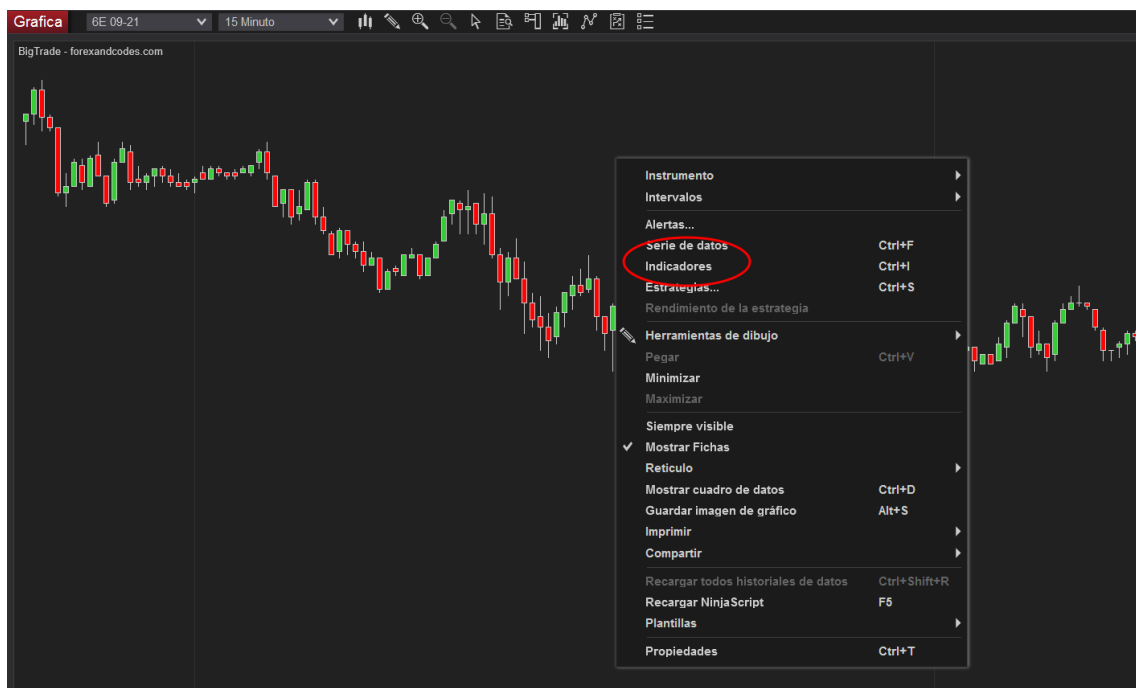 Grafica 6E 09-21 15 Minuto
BigTrade - forexandcodes.com
Instrumento
Intervalos
Alertas...
Serie de datos Ctrl+F
Indicadores Ctrl+I
Estrategias... Ctrl+S
Rendimiento de la estrategia
Herramientas de dibujo
Pegar Ctrl+V
Minimizar
Maximizar
Siempre visible
Mostrar Fichas
Reticulo
Mostrar cuadro de datos Ctrl+D
Guardar imagen de gráfico Alt+S
Imprimir
Compartir
Recargar todos historiales de datos Ctrl+Shift+R
Recargar NinjaScript F5
Plantillas
Propiedades Ctrl+T